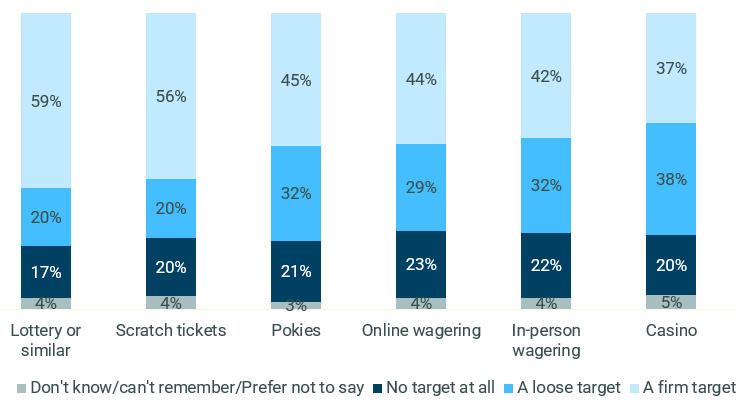 59% 56% 45% 44% 42% 37%
20% 20% 32% 29% 32% 38%
17% 20% 21% 23% 22% 20%
4% 4% 3% 4% 4% 5%
Lottery or similar Scratch tickets Pokies Online wagering In-person wagering Casino
Don't know/can't remember/Prefer not to say No target at all A loose target A firm target